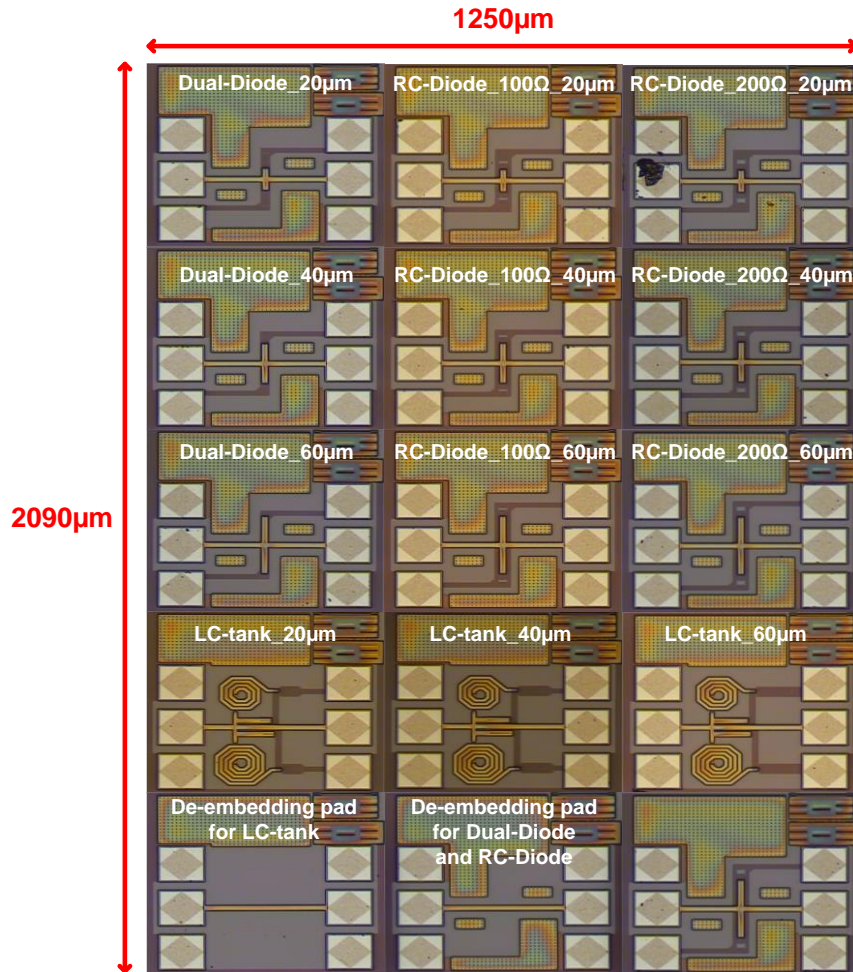 1250µm
2090µm
Dual-Diode_20µm
RC-Diode_100Ω_20µm
RC-Diode_200Ω_20µm
Dual-Diode_40µm
RC-Diode_100Ω_40µm
RC-Diode_200Ω_40µm
Dual-Diode_60µm
RC-Diode_100Ω_60µm
RC-Diode_200Ω_60µm
LC-tank_20µm
LC-tank_40µm
LC-tank_60µm
De-embedding pad
for LC-tank
De-embedding pad
for Dual-Diode
and RC-Diode